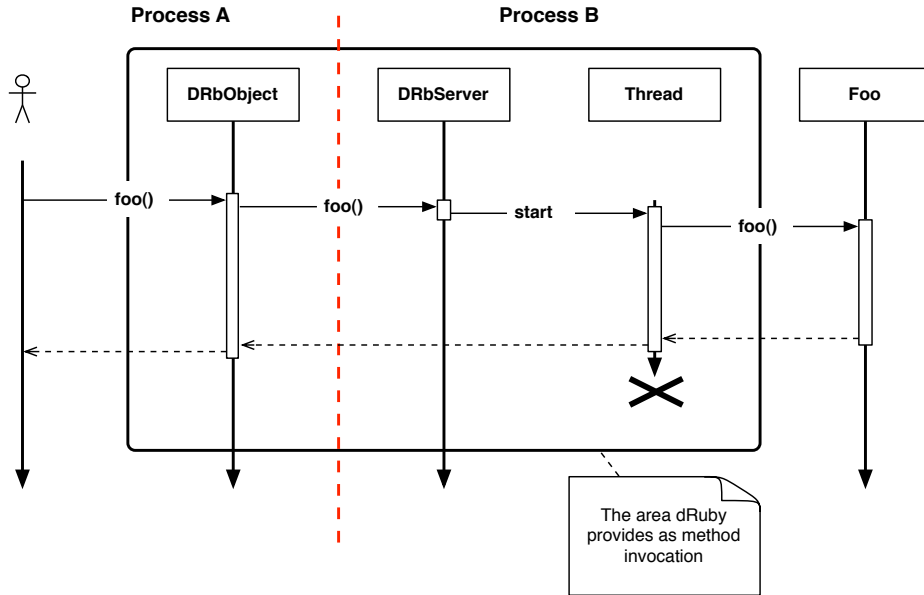 Process A
Process B
DRbObject
DRbServer
Thread
Foo
foo()
foo()
start
foo()
The area dRuby
provides as method
invocation